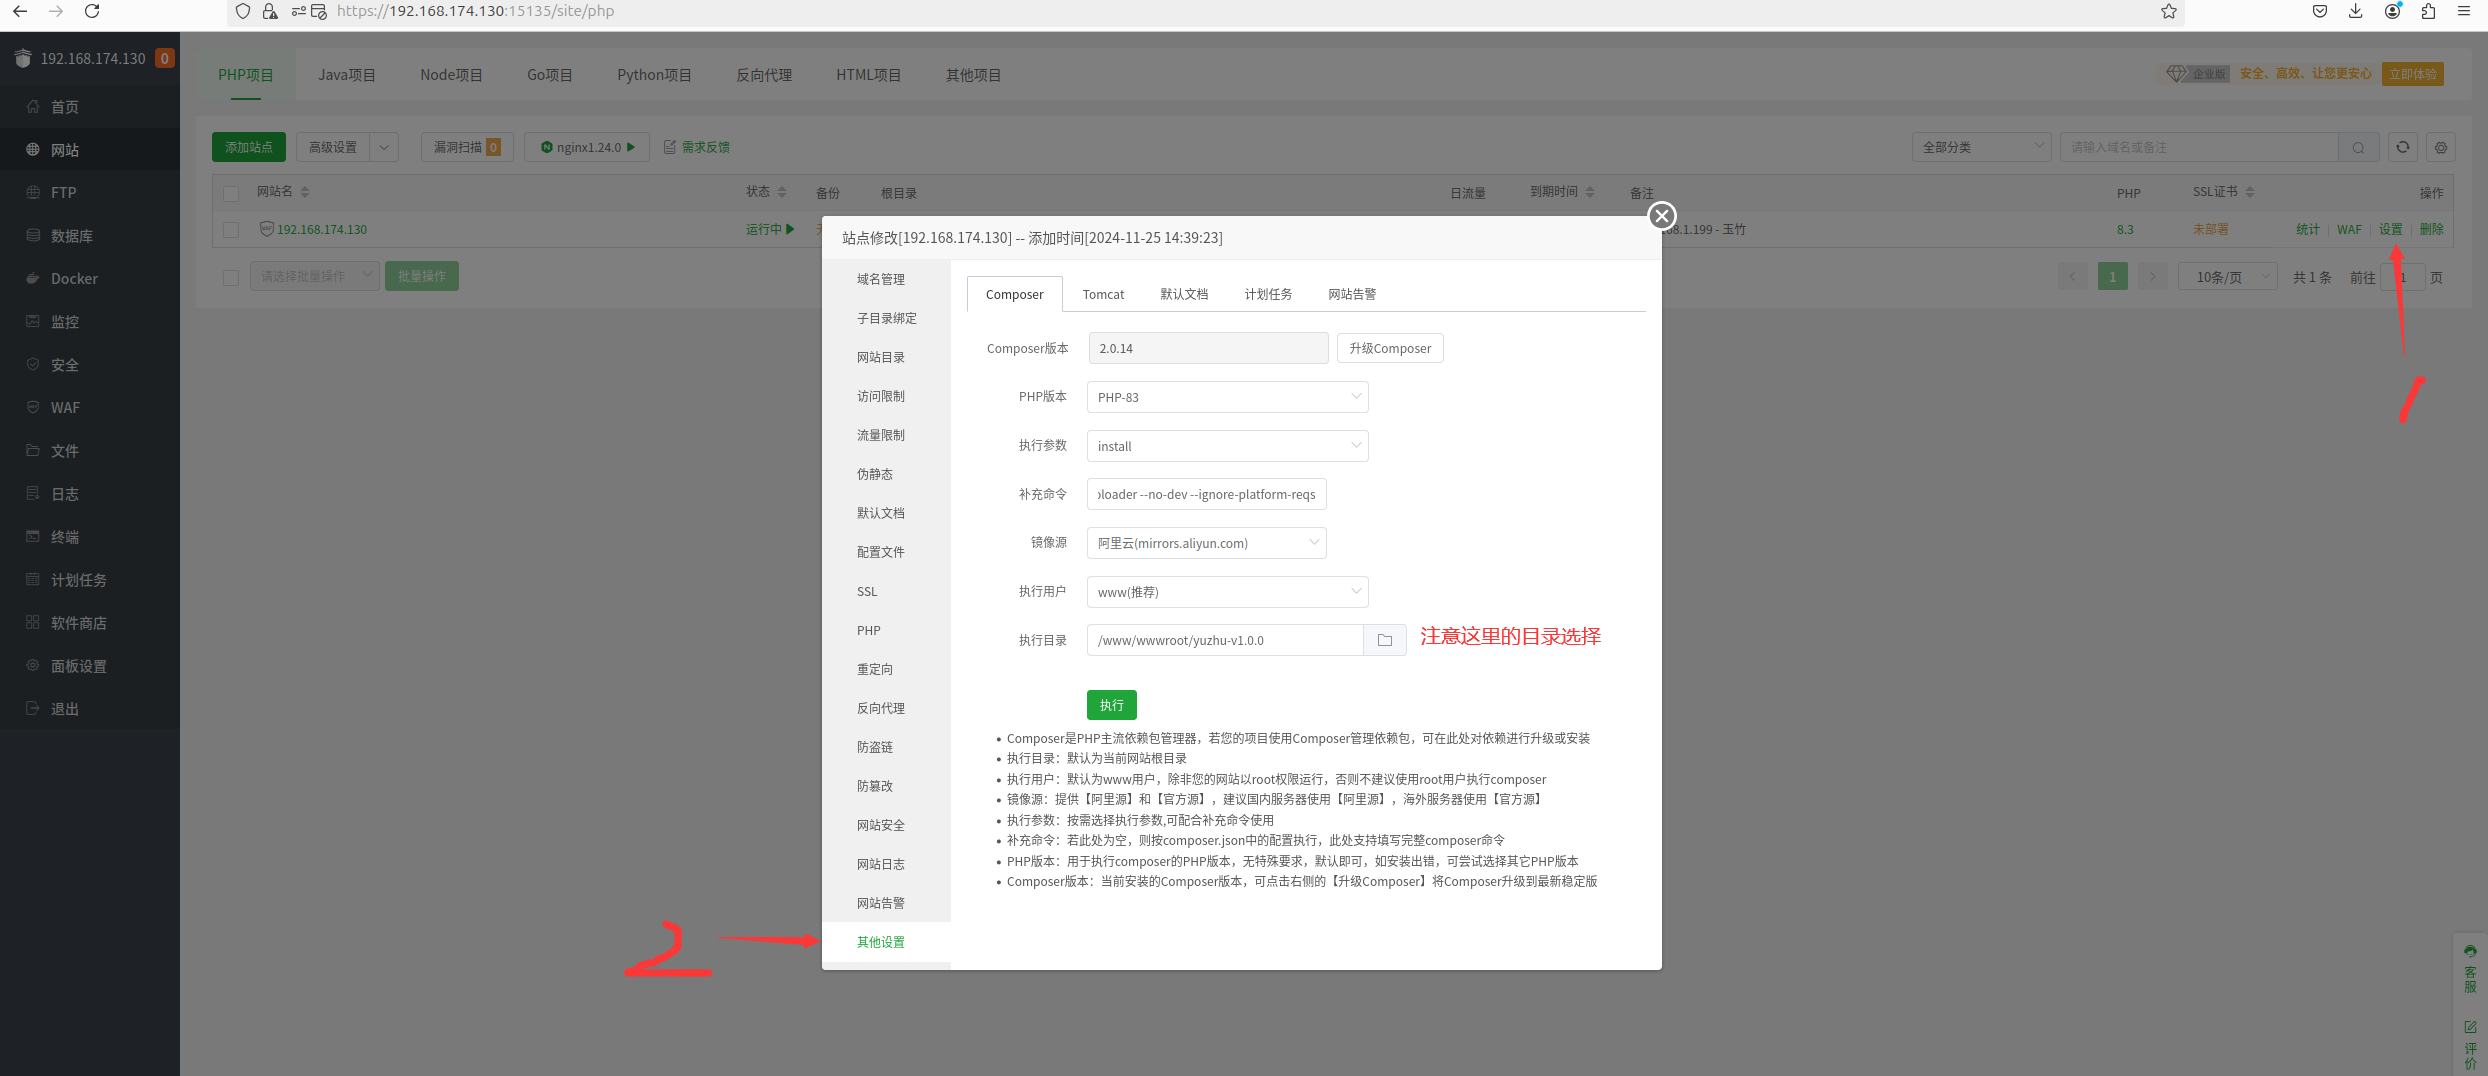 https://192.168.174.130:15135/site/php
192.168.174.130 0
首页
网站
FTP
数据库
Docker
监控
安全
WAF
文件
日志
终端
计划任务
软件商店
面板设置
退出
PHP项目 Java项目 Node项目 Go项目 Python项目 反向代理 HTML项目 其他项目
企业版 安全、高效、让您更安心 立即体验
添加站点 高级设置 漏洞扫描 0 nginx1.24.0 需求反馈 全部分类 请输入域名或备注
网站名 状态 备份 根目录 日流量 到期时间 备注 PHP SSL证书 操作
192.168.174.130 运行中 68.1.199 - 玉竹 8.3 未部署 统计 WAF 设置 删除
请选择批量操作 批量操作 1 10条/页 共 1 条 前往 1 页
站点修改[192.168.174.130] -- 添加时间[2024-11-25 14:39:23]
域名管理
子目录绑定
网站目录
访问限制
流量限制
伪静态
默认文档
配置文件
SSL
PHP
重定向
反向代理
防盗链
防篡改
网站安全
网站日志
网站告警
其他设置
Composer Tomcat 默认文档 计划任务 网站告警
Composer版本 2.0.14 升级Composer
PHP版本 PHP-83
执行参数 install
补充命令 oloader --no-dev --ignore-platform-reqs
镜像源 阿里云(mirrors.aliyun.com)
执行用户 www(推荐)
执行目录 /www/wwwroot/yuzhu-v1.0.0 注意这里的目录选择
执行
Composer是PHP主流依赖包管理器，若您的项目使用Composer管理依赖包，可在此处对依赖进行升级或安装
执行目录：默认为当前网站根目录
执行用户：默认为www用户，除非您的网站以root权限运行，否则不建议使用root用户执行composer
镜像源：提供【阿里源】和【官方源】，建议国内服务器使用【阿里源】，海外服务器使用【官方源】
执行参数：按需选择执行参数,可配合补充命令使用
补充命令：若此处为空，则按composer.json中的配置执行，此处支持填写完整composer命令
PHP版本：用于执行composer的PHP版本，无特殊要求，默认即可，如安装出错，可尝试选择其它PHP版本
Composer版本：当前安装的Composer版本，可点击右侧的【升级Composer】将Composer升级到最新稳定版
1
2
客服
评价